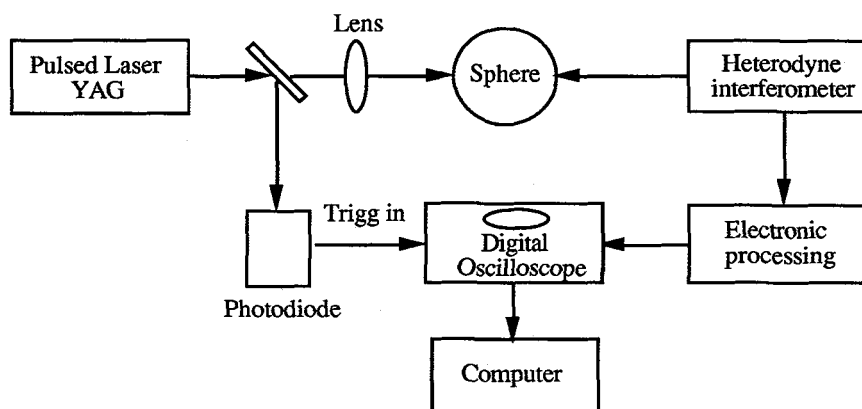 Lens
Pulsed Laser
YAG
Sphere
Heterodyne
interferometer
Trigg in
Digital
Oscilloscope
Electronic
processing
Photodiode
Computer